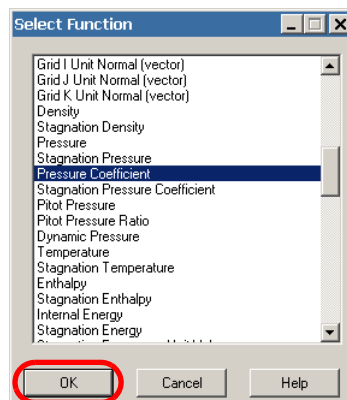 Select Function
Grid I Unit Normal (vector)
Grid J Unit Normal (vector)
Grid K Unit Normal (vector)
Density
Stagnation Density
Pressure
Stagnation Pressure
Pressure Coefficient
Stagnation Pressure Coefficient
Pitot Pressure
Pitot Pressure Ratio
Dynamic Pressure
Temperature
Stagnation Temperature
Enthalpy
Stagnation Enthalpy
Internal Energy
Stagnation Energy
OK Cancel Help